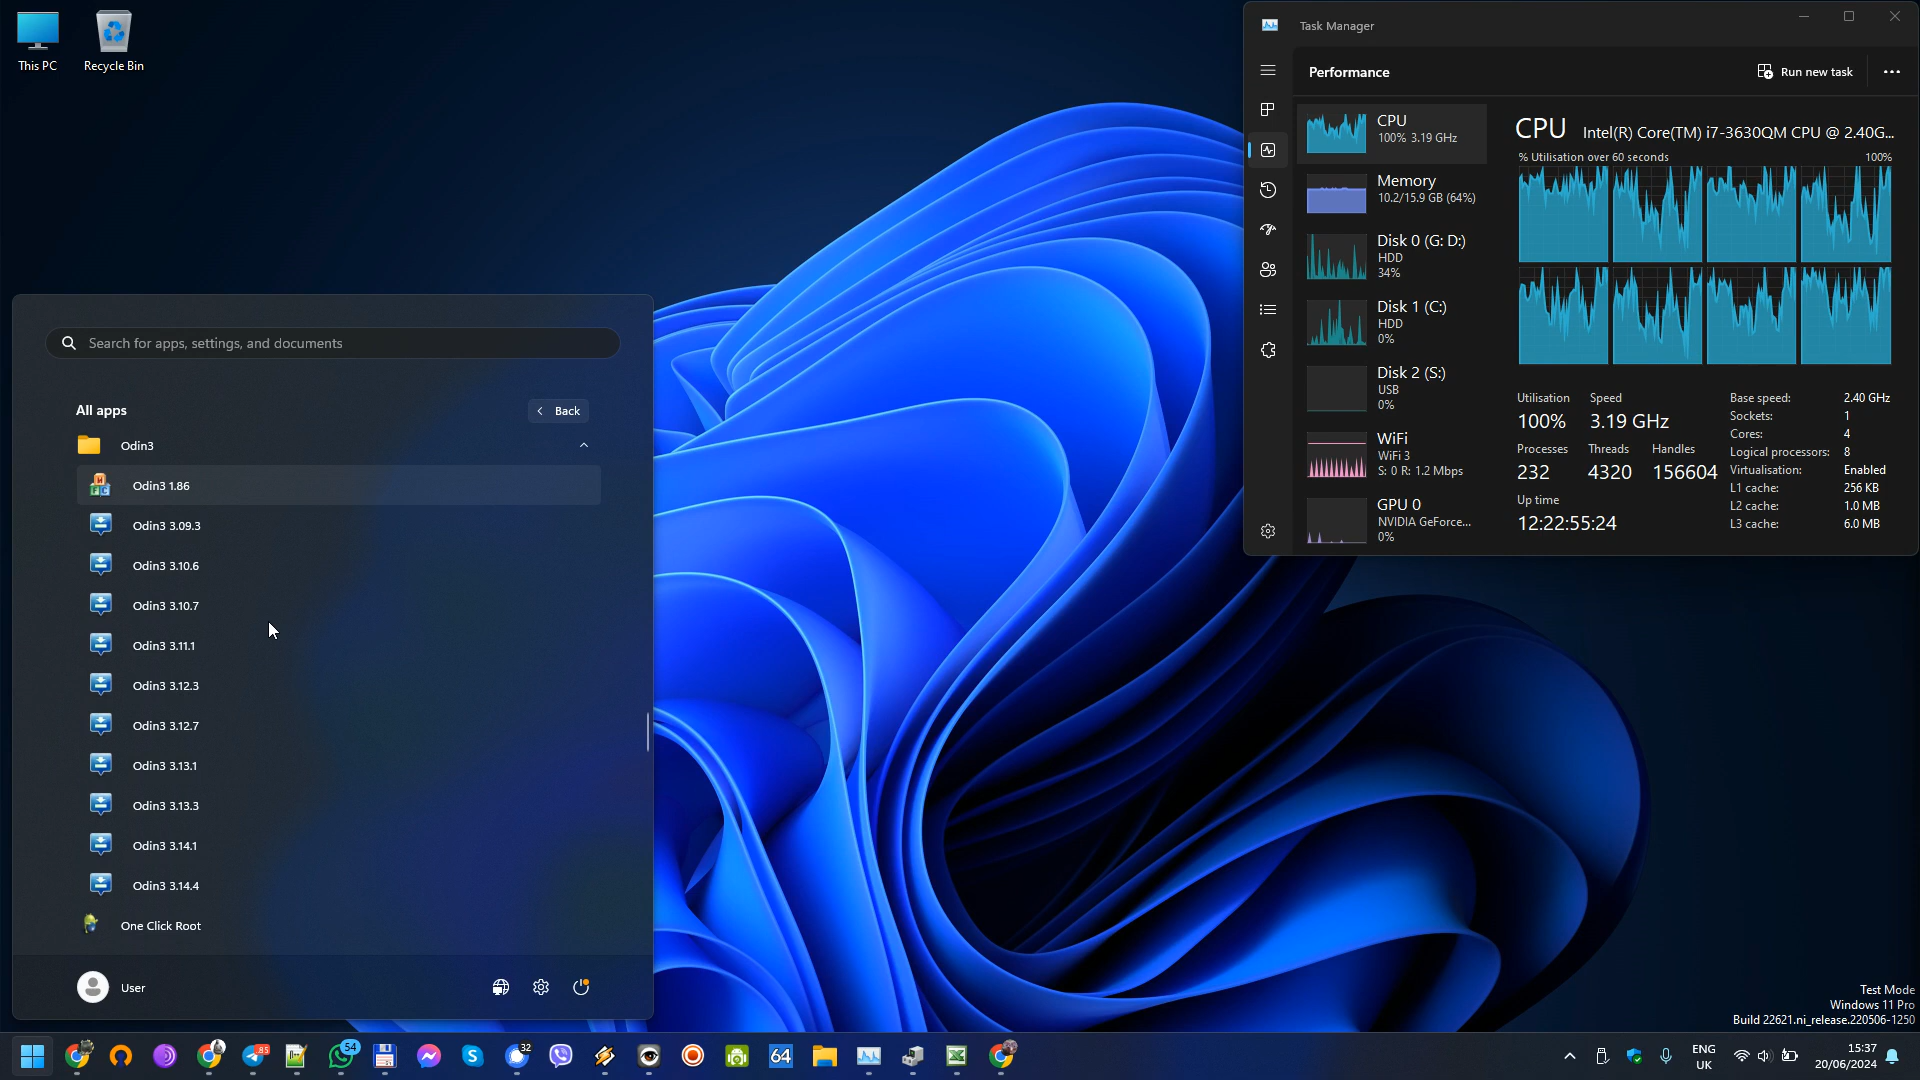 This PC
Recycle Bin
Search for apps, settings, and documents
All apps
Back
Odin3
Odin3 1.86
Odin3 3.09.3
Odin3 3.10.6
Odin3 3.10.7
Odin3 3.11.1
Odin3 3.12.3
Odin3 3.12.7
Odin3 3.13.1
Odin3 3.13.3
Odin3 3.14.1
Odin3 3.14.4
One Click Root
User
Task Manager
Performance
Run new task
CPU
100% 3.19 GHz
Memory
10.2/15.9 GB (64%)
Disk 0 (G: D:)
HDD
34%
Disk 1 (C:)
HDD
0%
Disk 2 (S:)
USB
0%
WiFi
WiFi 3
S: 0 R: 1.2 Mbps
GPU 0
NVIDIA GeForce...
0%
CPU Intel(R) Core(TM) i7-3630QM CPU @ 2.40G...
% Utilisation over 60 seconds 100%
Utilisation Speed
100% 3.19 GHz
Processes Threads Handles
232 4320 156604
Up time
12:22:55:24
Base speed: 2.40 GHz
Sockets: 1
Cores: 4
Logical processors: 8
Virtualisation: Enabled
L1 cache: 256 KB
L2 cache: 1.0 MB
L3 cache: 6.0 MB
Test Mode
Windows 11 Pro
Build 22621.ni_release.220506-1250
85
54
32
64
ENG
UK
15:37
20/06/2024